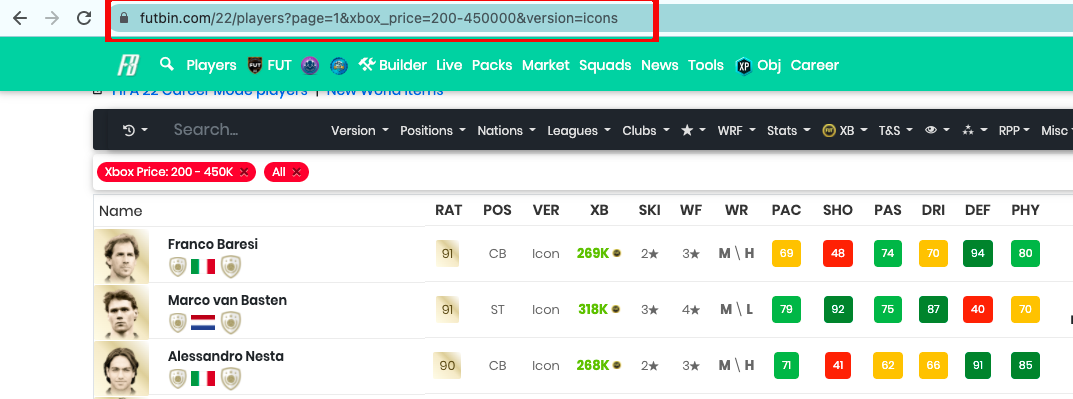 futbin.com/22/players?page=1&xbox_price=200-450000&version=icons
FB Players FUT Builder Live Packs Market Squads News Tools XP Obj Career
FIFA 22 Career Mode players | New World Items
Search... Version Positions Nations Leagues Clubs WRF Stats FUT XB T&S RPP Misc
Xbox Price: 200 - 450K × All ×
Name RAT POS VER XB SKI WF WR PAC SHO PAS DRI DEF PHY
Franco Baresi
91 CB Icon 269K 2★ 3★ M \ H 69 48 74 70 94 80
Marco van Basten
91 ST Icon 318K 3★ 4★ M \ L 79 92 75 87 40 70
Alessandro Nesta
90 CB Icon 268K 2★ 3★ M \ H 71 41 62 66 91 85